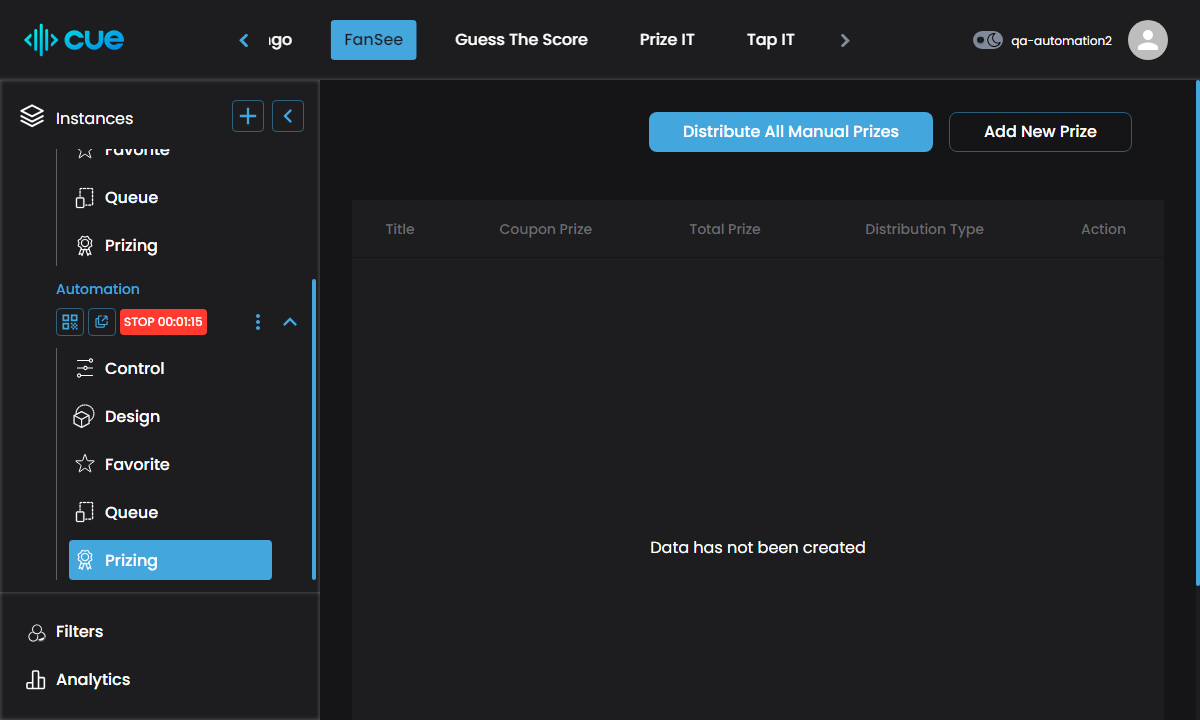 cue
FanSee
Guess The Score
Prize IT
Tap IT
qa-automation2
Instances
Favorite
Queue
Prizing
Automation
STOP 00:01:15
Control
Design
Favorite
Queue
Prizing
Filters
Analytics
Distribute All Manual Prizes
Add New Prize
Title Coupon Prize Total Prize Distribution Type Action
Data has not been created